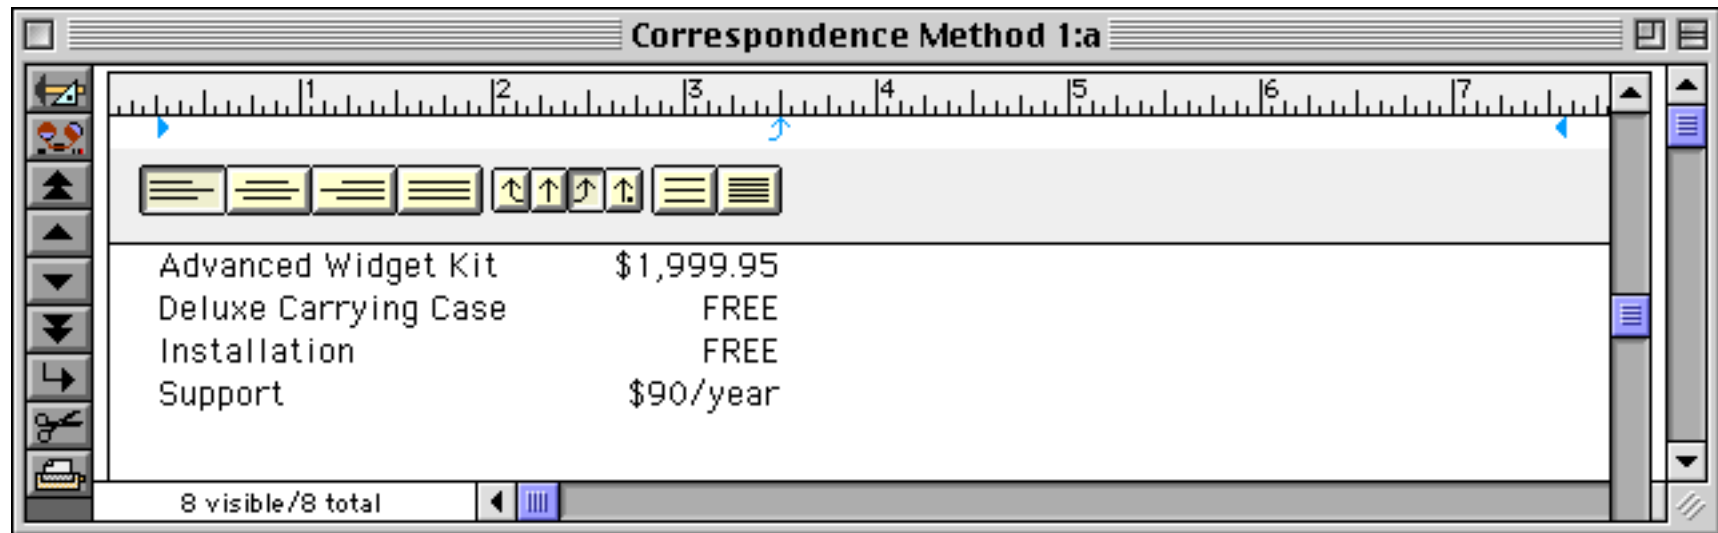 Correspondence Method 1:a
1 2 3 4 5 6 7
Advanced Widget Kit $1,999.95
Deluxe Carrying Case FREE
Installation FREE
Support $90/year
8 visible/8 total